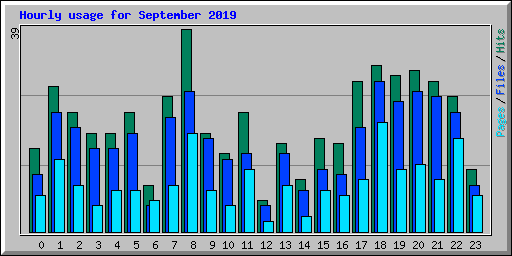 Hourly usage for September 2019
39
Pages/Files/Hits
0 1 2 3 4 5 6 7 8 9 10 11 12 13 14 15 16 17 18 19 20 21 22 23